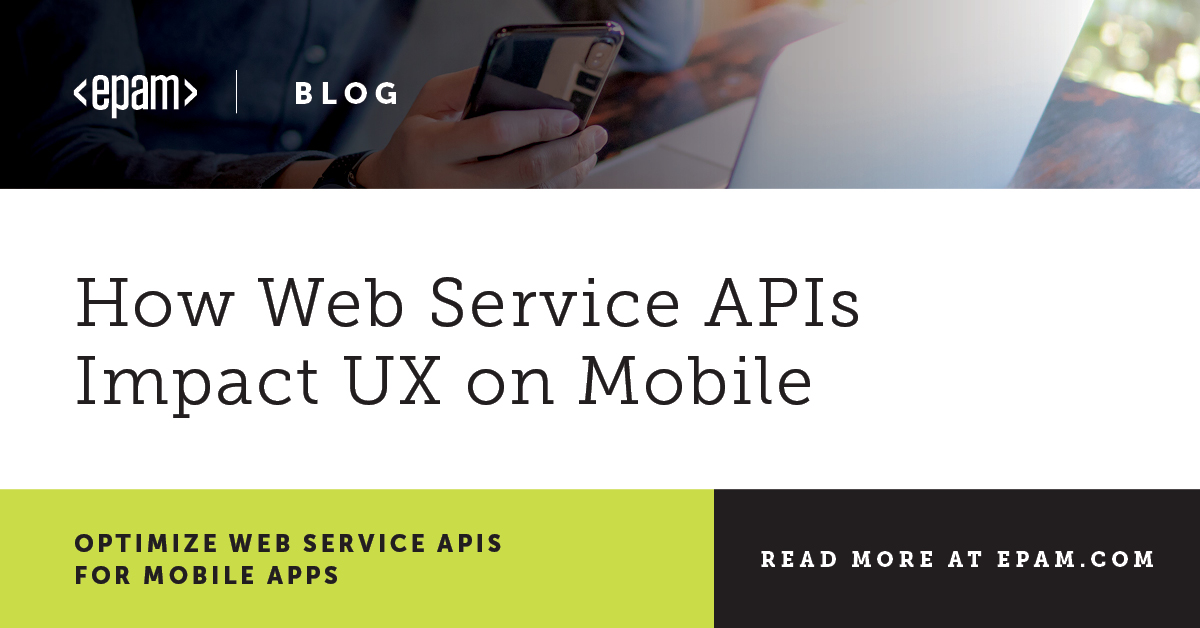 <epam> | BLOG
How Web Service APIs
Impact UX on Mobile
OPTIMIZE WEB SERVICE APIS
FOR MOBILE APPS
READ MORE AT EPAM.COM